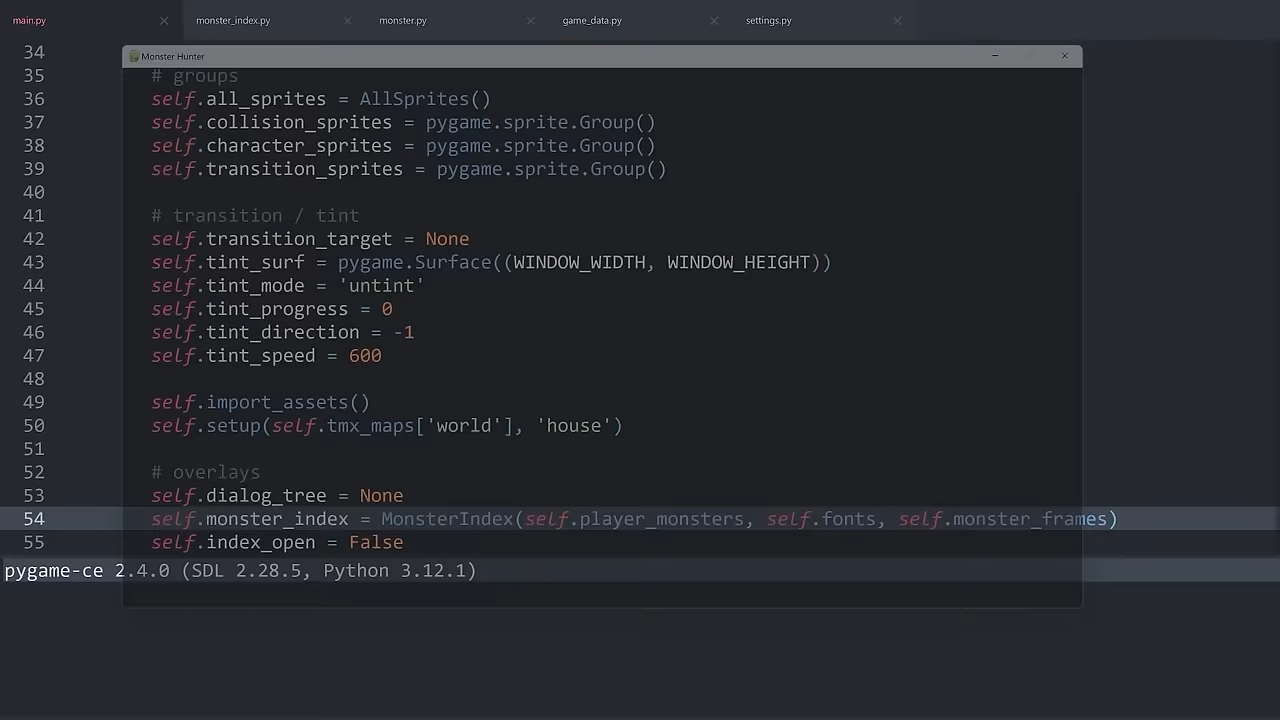 main.py monster_index.py monster.py game_data.py settings.py
Monster Hunter
34
35 # groups
36 self.all_sprites = AllSprites()
37 self.collision_sprites = pygame.sprite.Group()
38 self.character_sprites = pygame.sprite.Group()
39 self.transition_sprites = pygame.sprite.Group()
40
41 # transition / tint
42 self.transition_target = None
43 self.tint_surf = pygame.Surface((WINDOW_WIDTH, WINDOW_HEIGHT))
44 self.tint_mode = 'untint'
45 self.tint_progress = 0
46 self.tint_direction = -1
47 self.tint_speed = 600
48
49 self.import_assets()
50 self.setup(self.tmx_maps['world'], 'house')
51
52 # overlays
53 self.dialog_tree = None
54 self.monster_index = MonsterIndex(self.player_monsters, self.fonts, self.monster_frames)
55 self.index_open = False
pygame-ce 2.4.0 (SDL 2.28.5, Python 3.12.1)